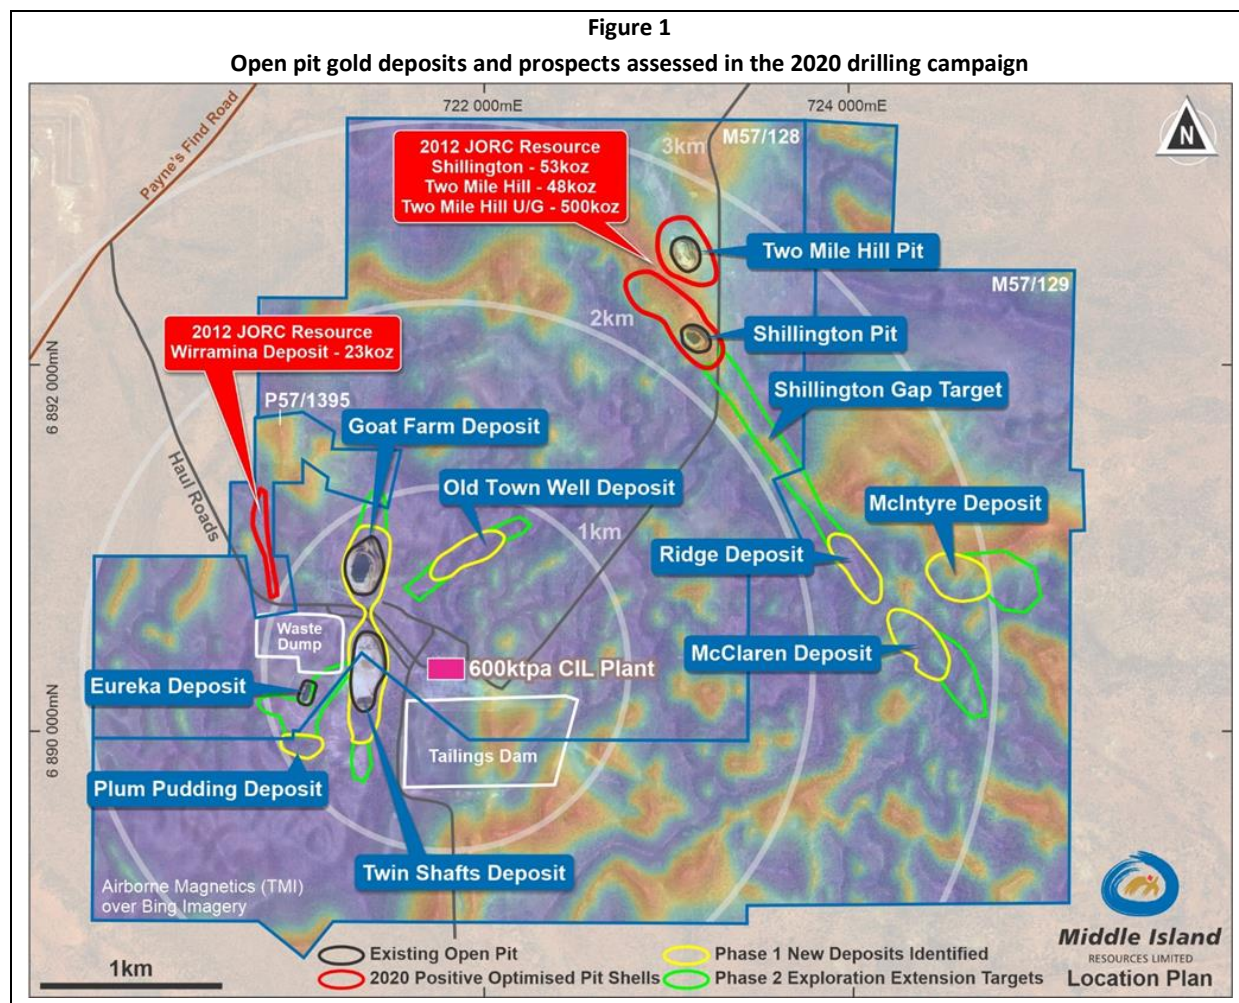 Figure 1
Open pit gold deposits and prospects assessed in the 2020 drilling campaign
722 000mE
724 000mE
Payne's Find Road
2012 JORC Resource
Shillington - 53koz
Two Mile Hill - 48koz
Two Mile Hill U/G - 500koz
3km
M57/128
N
Two Mile Hill Pit
M57/129
2km
Shillington Pit
2012 JORC Resource
Wirramina Deposit - 23koz
6 892 000mN
Shillington Gap Target
P57/1395
Goat Farm Deposit
Haul Roads
Old Town Well Deposit
McIntyre Deposit
1km
Ridge Deposit
Waste
Dump
McClaren Deposit
600ktpa CIL Plant
Eureka Deposit
6 890 000mN
Tailings Dam
Plum Pudding Deposit
Twin Shafts Deposit
Airborne Magnetics (TMI)
over Bing Imagery
Middle Island
RESOURCES LIMITED
Location Plan
Existing Open Pit
Phase 1 New Deposits Identified
2020 Positive Optimised Pit Shells
Phase 2 Exploration Extension Targets
1km